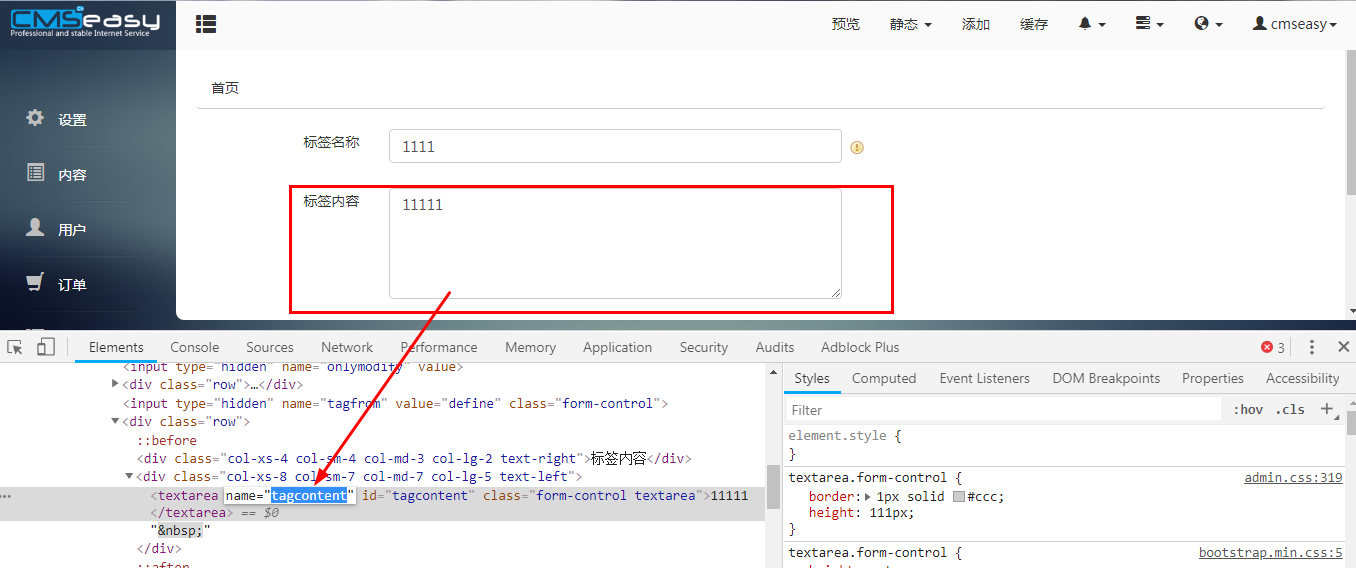 CMSeasy
Professional and stable Internet Service
预览 静态 添加 缓存 cmseasy
设置
内容
用户
订单
首页
标签名称 1111
标签内容 11111
Elements Console Sources Network Performance Memory Application Security Audits Adblock Plus 3
<input type="hidden" name="onlymodify" value>
<div class="row">…</div>
<input type="hidden" name="tagfrom" value="define" class="form-control">
<div class="row">
::before
<div class="col-xs-4 col-sm-4 col-md-3 col-lg-2 text-right">标签内容</div>
<div class="col-xs-8 col-sm-7 col-md-7 col-lg-5 text-left">
<textarea name="tagcontent" id="tagcontent" class="form-control textarea">11111
</textarea> == $0
"&nbsp;"
</div>
::after
Styles Computed Event Listeners DOM Breakpoints Properties Accessibility
Filter :hov .cls +
element.style {
}
textarea.form-control { admin.css:319
border: 1px solid #ccc;
height: 111px;
}
textarea.form-control { bootstrap.min.css:5